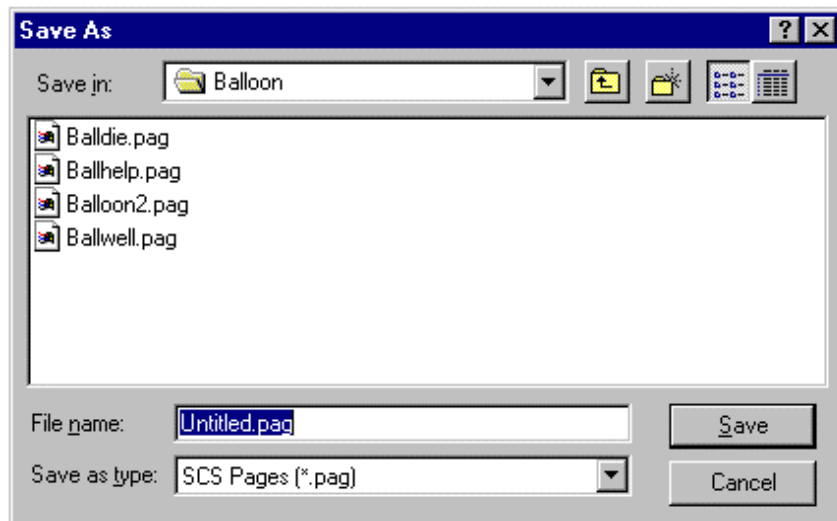 Save As
Save in: Balloon
Balldie.pag
Ballhelp.pag
Balloon2.pag
Ballwell.pag
File name: Untitled.pag Save
Save as type: SCS Pages (*.pag) Cancel